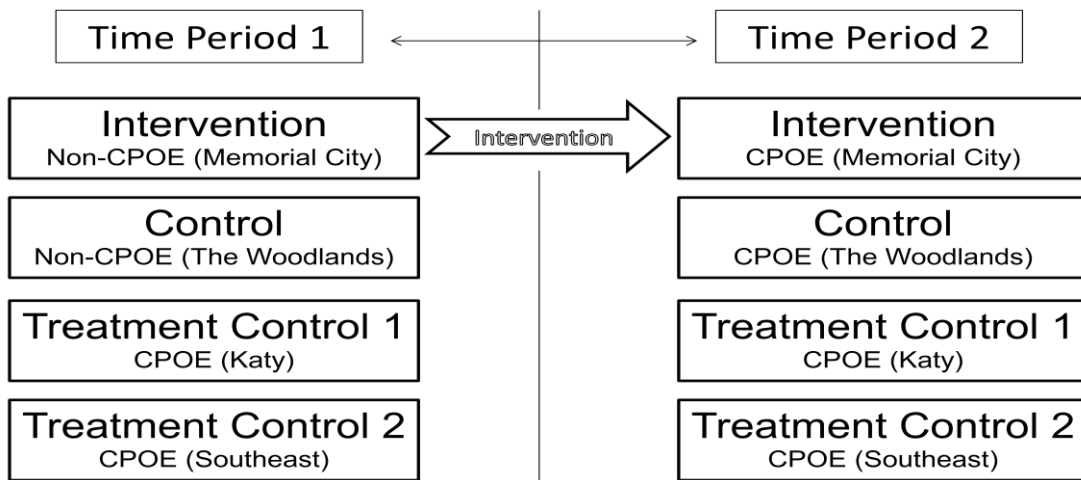 Time Period 1
Time Period 2
Intervention
Non-CPOE (Memorial City)
Intervention
Intervention
CPOE (Memorial City)
Control
Non-CPOE (The Woodlands)
Control
CPOE (The Woodlands)
Treatment Control 1
CPOE (Katy)
Treatment Control 1
CPOE (Katy)
Treatment Control 2
CPOE (Southeast)
Treatment Control 2
CPOE (Southeast)